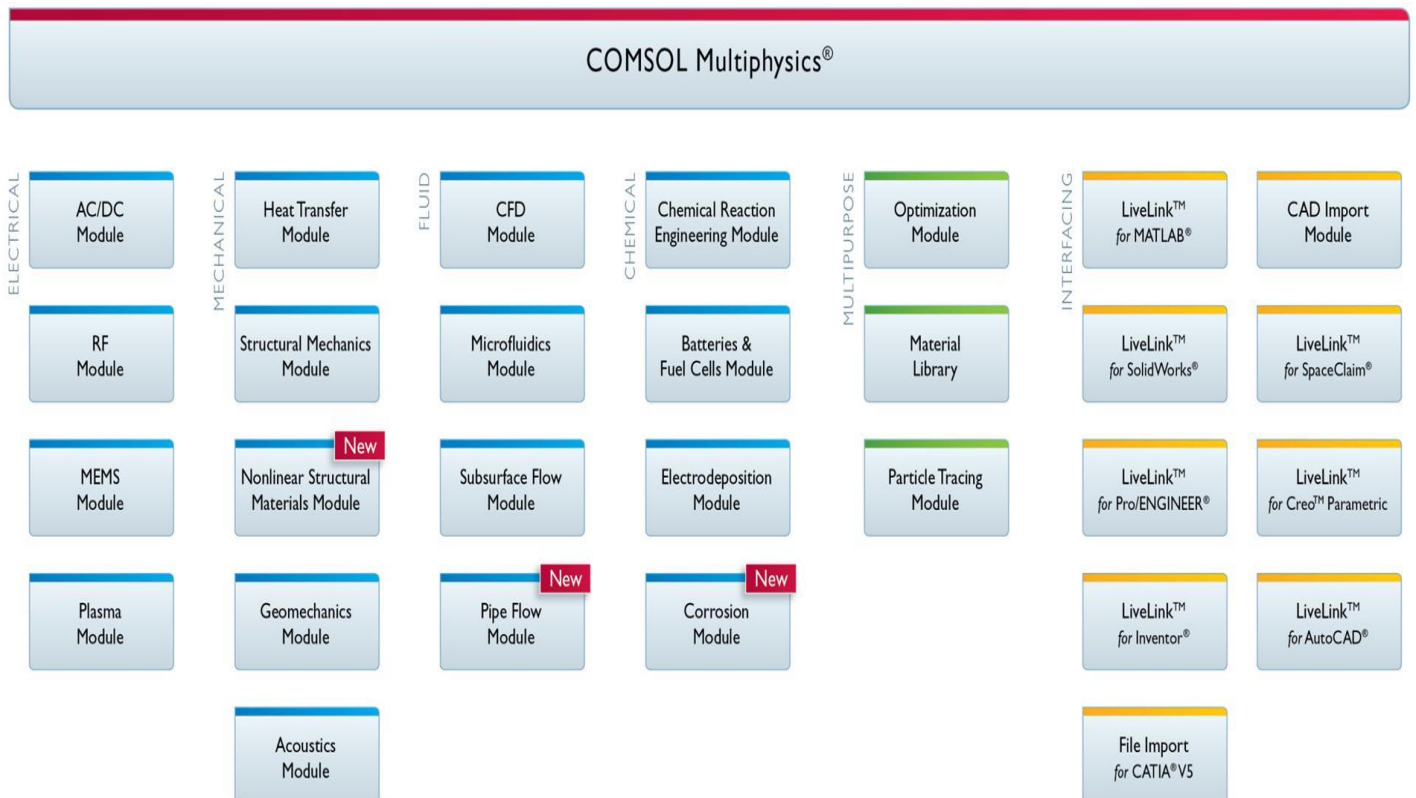 COMSOL Multiphysics®
ELECTRICAL
AC/DC
Module
RF
Module
MEMS
Module
Plasma
Module
MECHANICAL
Heat Transfer
Module
Structural Mechanics
Module
New
Nonlinear Structural
Materials Module
Geomechanics
Module
Acoustics
Module
FLUID
CFD
Module
Microfluidics
Module
Subsurface Flow
Module
New
Pipe Flow
Module
CHEMICAL
Chemical Reaction
Engineering Module
Batteries &
Fuel Cells Module
Electrodeposition
Module
New
Corrosion
Module
MULTIPURPOSE
Optimization
Module
Material
Library
Particle Tracing
Module
INTERFACING
LiveLink™
for MATLAB®
CAD Import
Module
LiveLink™
for SolidWorks®
LiveLink™
for SpaceClaim®
LiveLink™
for Pro/ENGINEER®
LiveLink™
for Creo™ Parametric
LiveLink™
for Inventor®
LiveLink™
for AutoCAD®
File Import
for CATIA® V5